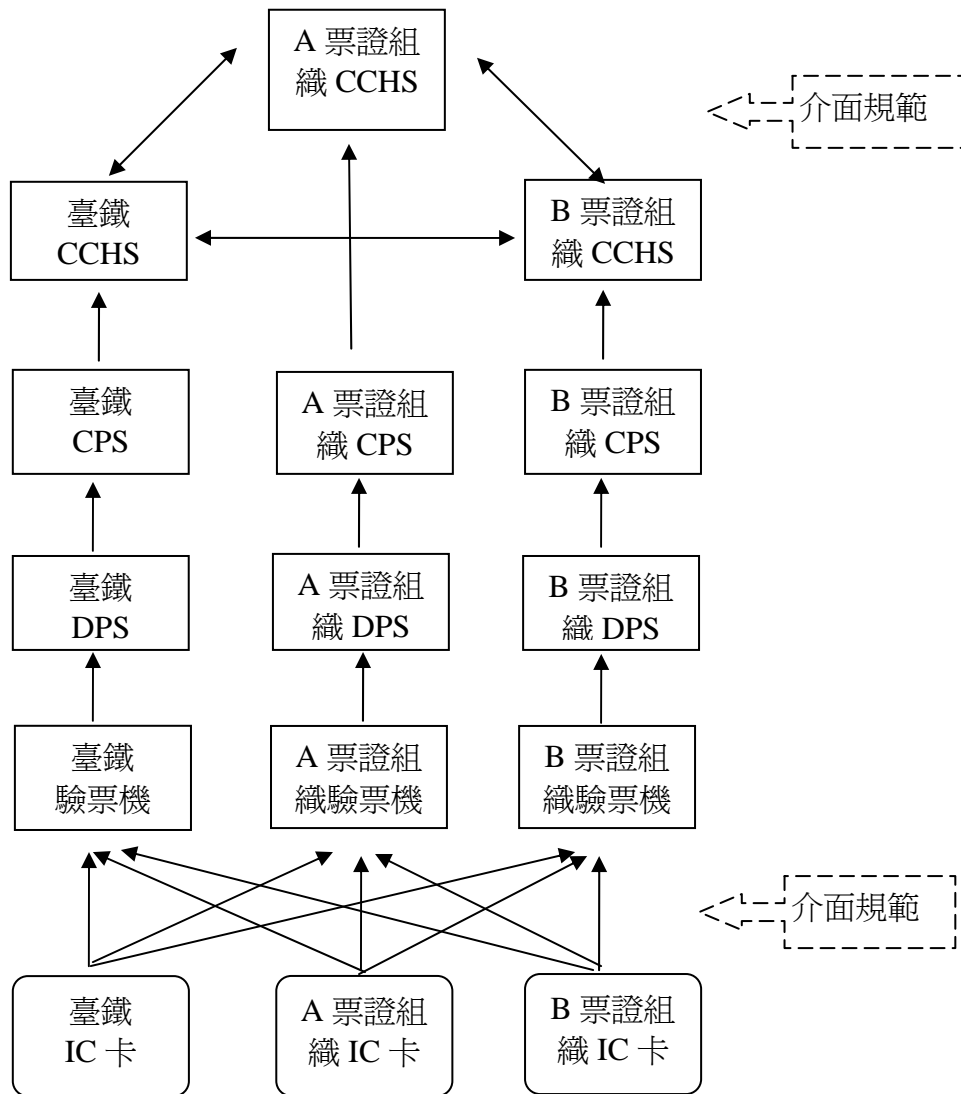 A 票證組
織 CCHS
介面規範
臺鐵
CCHS
B 票證組
織 CCHS
臺鐵
CPS
A 票證組
織 CPS
B 票證組
織 CPS
臺鐵
DPS
A 票證組
織 DPS
B 票證組
織 DPS
臺鐵
驗票機
A 票證組
織驗票機
B 票證組
織驗票機
介面規範
臺鐵
IC 卡
A 票證組
織 IC 卡
B 票證組
織 IC 卡